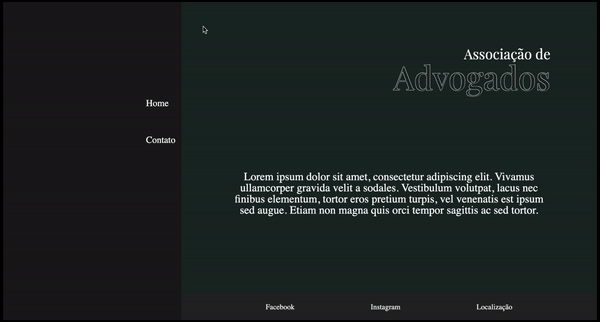 Home
Contato
Associação de
Advogados
Lorem ipsum dolor sit amet, consectetur adipiscing elit. Vivamus
ullamcorper gravida velit a sodales. Vestibulum volutpat, lacus nec
finibus elementum, tortor eros pretium turpis, vel venenatis est ipsum
sed augue. Etiam non magna quis orci tempor sagittis ac sed tortor.
Facebook
Instagram
Localização